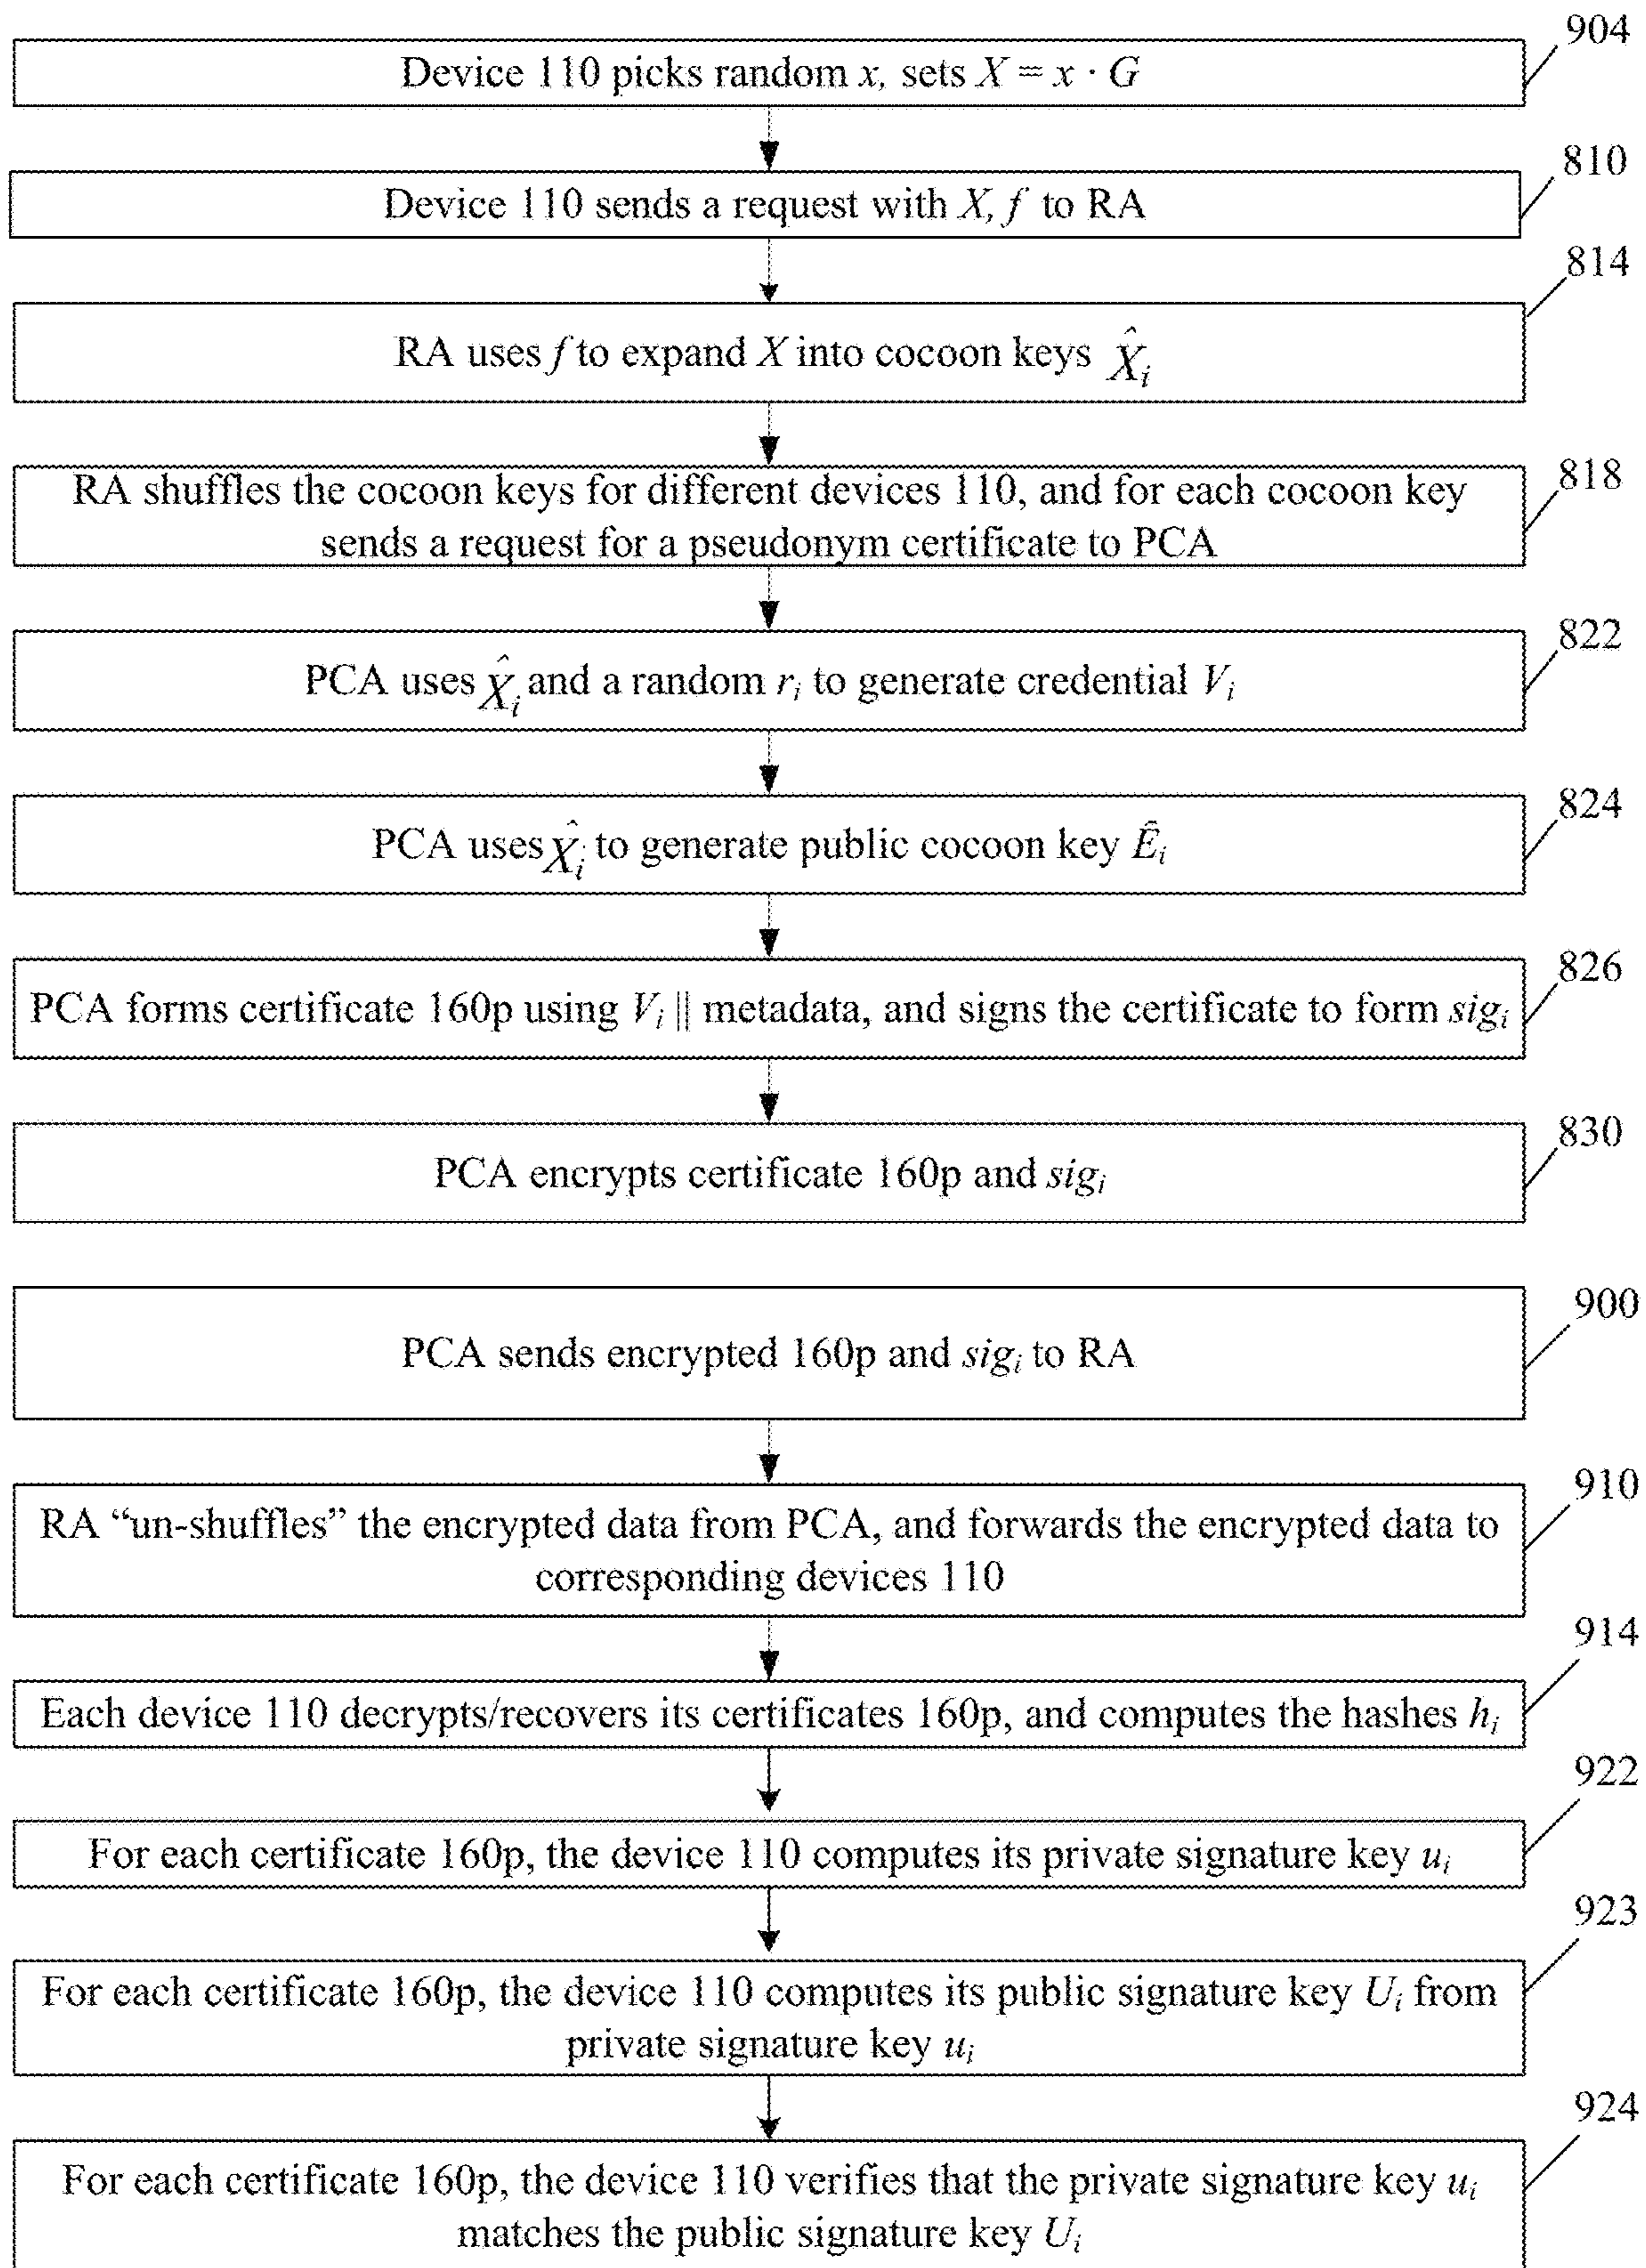 904
Device 110 picks random x, sets X = x · G
810
Device 110 sends a request with X, f to RA
814
RA uses f to expand X into cocoon keys X̂ᵢ
818
RA shuffles the cocoon keys for different devices 110, and for each cocoon key
sends a request for a pseudonym certificate to PCA
822
PCA uses X̂ᵢ and a random rᵢ to generate credential Vᵢ
824
PCA uses X̂ᵢ to generate public cocoon key Êᵢ
826
PCA forms certificate 160p using Vᵢ || metadata, and signs the certificate to form sigᵢ
830
PCA encrypts certificate 160p and sigᵢ
900
PCA sends encrypted 160p and sigᵢ to RA
910
RA “un-shuffles” the encrypted data from PCA, and forwards the encrypted data to
corresponding devices 110
914
Each device 110 decrypts/recovers its certificates 160p, and computes the hashes hᵢ
922
For each certificate 160p, the device 110 computes its private signature key uᵢ
923
For each certificate 160p, the device 110 computes its public signature key Uᵢ from
private signature key uᵢ
924
For each certificate 160p, the device 110 verifies that the private signature key uᵢ
matches the public signature key Uᵢ